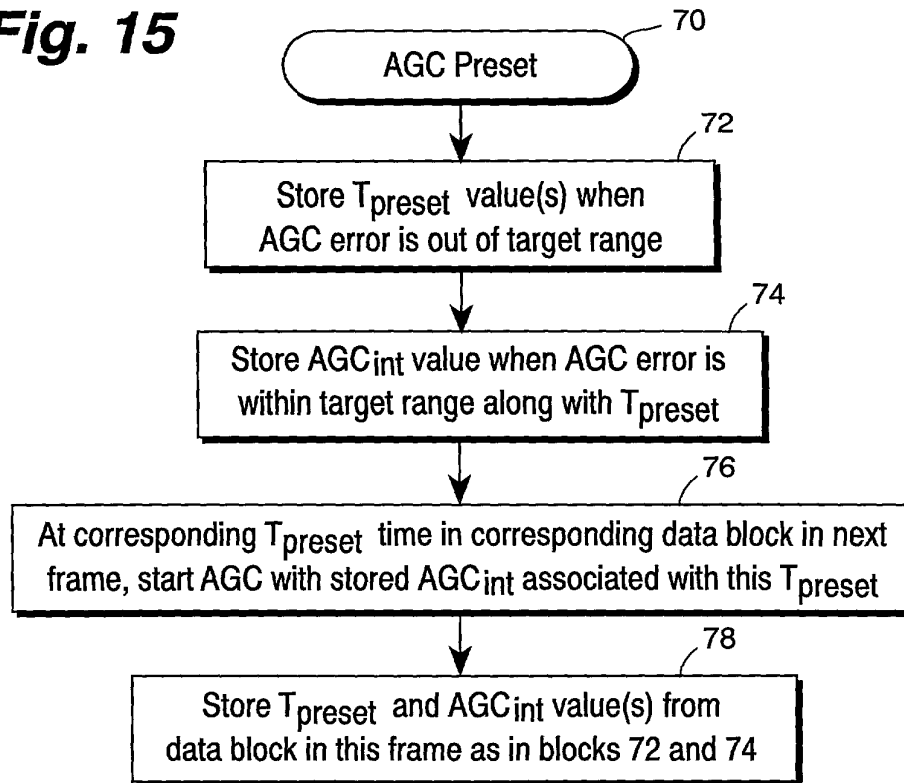 Fig. 15
70
AGC Preset
72
Store Tpreset value(s) when
AGC error is out of target range
74
Store AGCint value when AGC error is
within target range along with Tpreset
76
At corresponding Tpreset time in corresponding data block in next
frame, start AGC with stored AGCint associated with this Tpreset
78
Store Tpreset and AGCint value(s) from
data block in this frame as in blocks 72 and 74